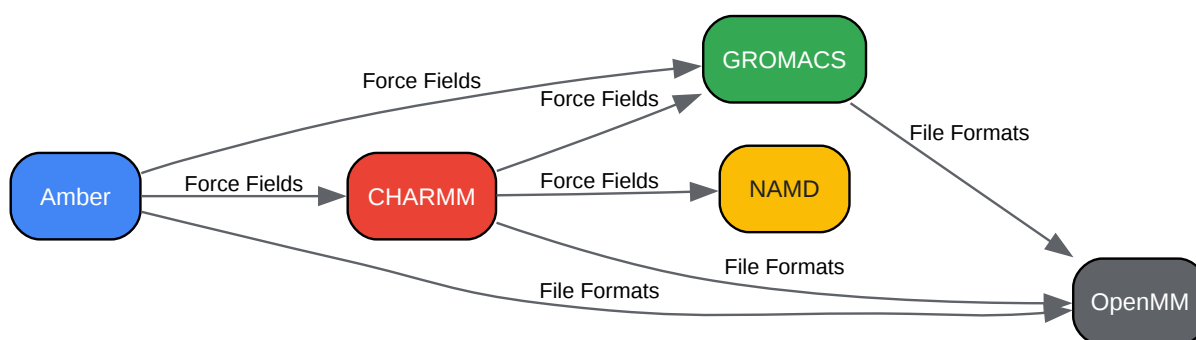 GROMACS
Force Fields
Force Fields
File Formats
Amber
Force Fields
CHARMM
Force Fields
NAMD
File Formats
File Formats
OpenMM